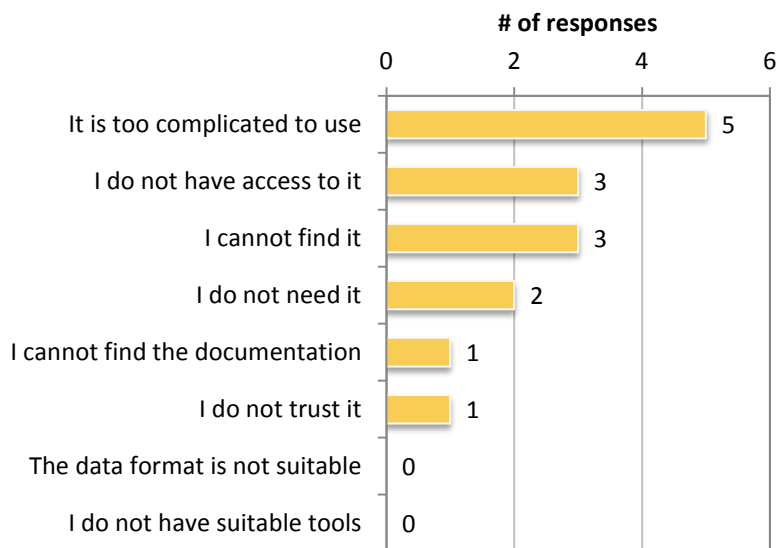 # of responses
0 2 4 6
It is too complicated to use 5
I do not have access to it 3
I cannot find it 3
I do not need it 2
I cannot find the documentation 1
I do not trust it 1
The data format is not suitable 0
I do not have suitable tools 0